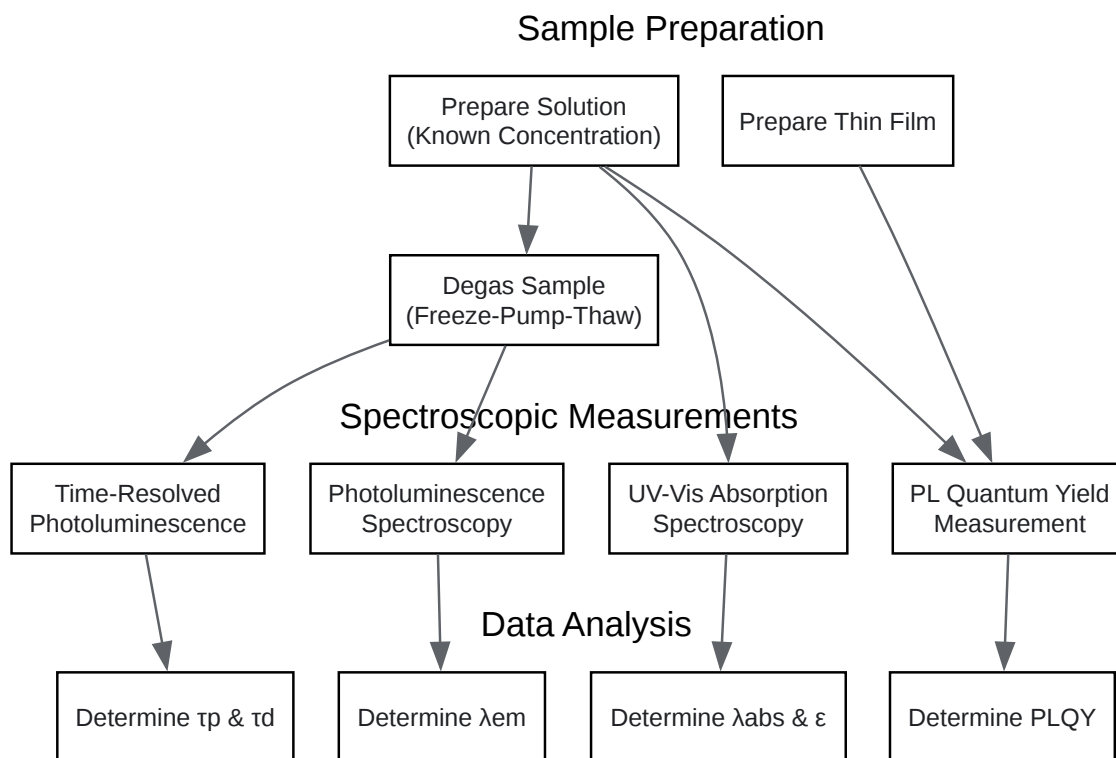 Sample Preparation
Prepare Solution
(Known Concentration)
Prepare Thin Film
Degas Sample
(Freeze-Pump-Thaw)
Spectroscopic Measurements
Time-Resolved
Photoluminescence
Photoluminescence
Spectroscopy
UV-Vis Absorption
Spectroscopy
PL Quantum Yield
Measurement
Data Analysis
Determine τp & τd
Determine λem
Determine λabs & ε
Determine PLQY